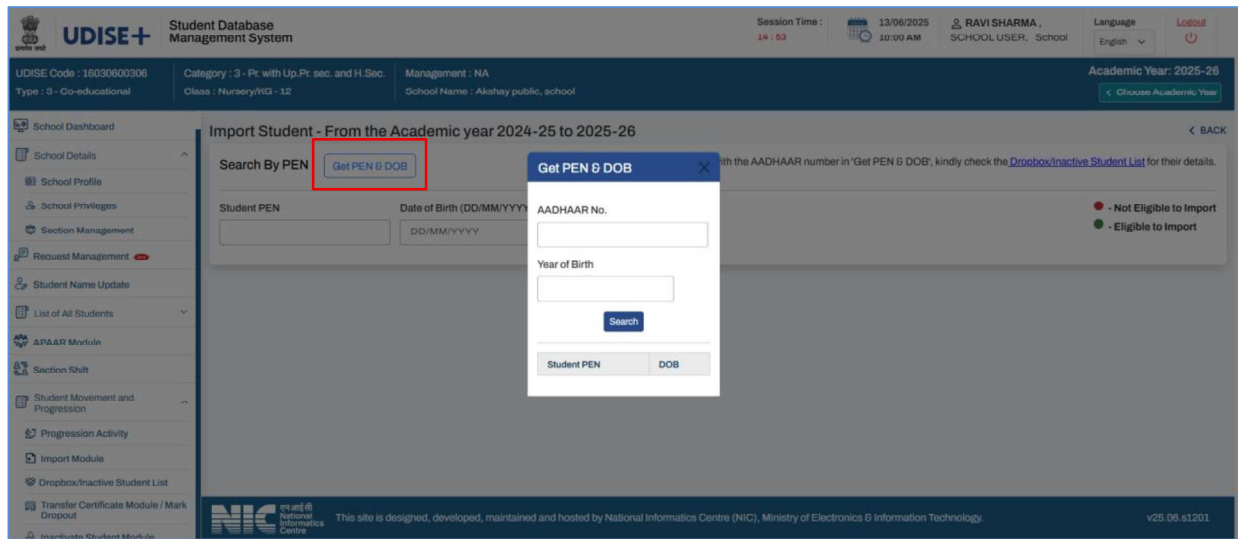 UDISE+
Student Database
Management System
Session Time :
14 : 53
13/06/2025
10:00 AM
RAVI SHARMA ,
SCHOOL USER, School
Language
English
Logout
UDISE Code : 16030600306
Type : 3 - Co-educational
Category : 3 - Pr. with Up.Pr. sec. and H.Sec.
Class : Nursery/KG - 12
Management : NA
School Name : Akshay public, school
Academic Year: 2025-26
< Choose Academic Year
School Dashboard
School Details
School Profile
School Privileges
Section Management
Request Management
Student Name Update
List of All Students
APAAR Module
Section Shift
Student Movement and
Progression
Progression Activity
Import Module
Dropbox/Inactive Student List
Transfer Certificate Module / Mark
Dropout
Inactivate Student Module
Import Student - From the Academic year 2024-25 to 2025-26
< BACK
Search By PEN
Get PEN & DOB
ith the AADHAAR number in 'Get PEN & DOB', kindly check the Dropbox/Inactive Student List for their details.
Student PEN
Date of Birth (DD/MM/YYYY
DD/MM/YYYY
- Not Eligible to Import
- Eligible to Import
Get PEN & DOB
AADHAAR No.
Year of Birth
Search
Student PEN
DOB
NIC
एन आई सी
National
Informatics
Centre
This site is designed, developed, maintained and hosted by National Informatics Centre (NIC), Ministry of Electronics & Information Technology.
v25.06.s1201